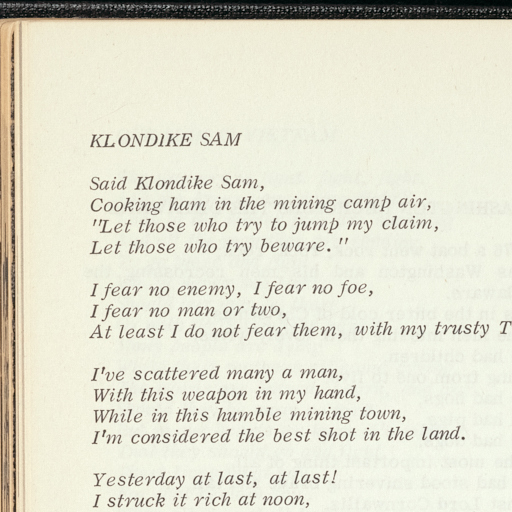 KLONDIKE SAM
Said Klondike Sam,
Cooking ham in the mining camp air,
"Let those who try to jump my claim,
Let those who try beware."
I fear no enemy, I fear no foe,
I fear no man or two,
At least I do not fear them, with my trusty T
I've scattered many a man,
With this weapon in my hand,
While in this humble mining town,
I'm considered the best shot in the land.
Yesterday at last, at last!
I struck it rich at noon,